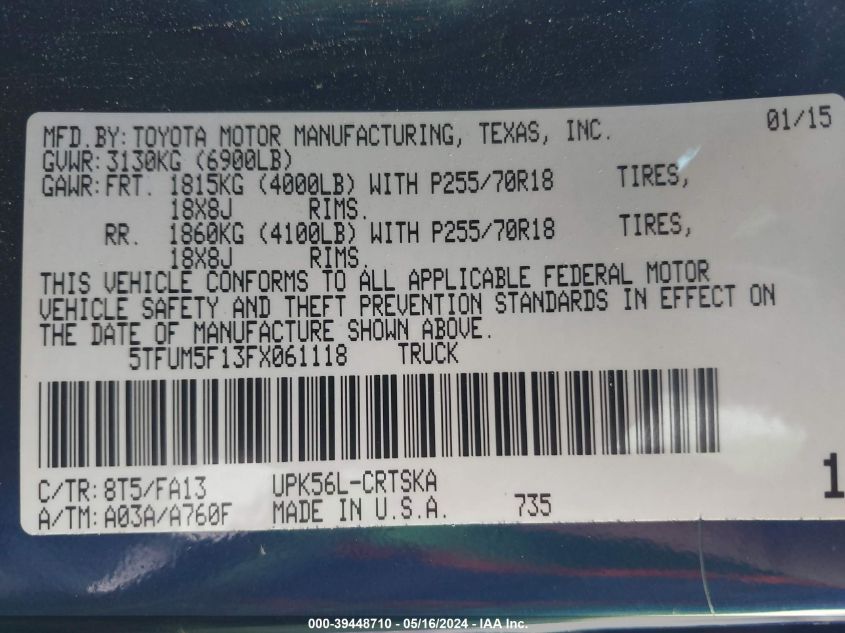 01/15
MFD.BY: TOYOTA MOTOR MANUFACTURING, TEXAS, INC.
GVWR: 3130KG (6900LB)
GAWR: FRT. 1815KG (4000LB) WITH P255/70R18 TIRES,
18X8J RIMS.
RR. 1860KG (4100LB) WITH P255/70R18 TIRES,
18X8J RIMS.
THIS VEHICLE CONFORMS TO ALL APPLICABLE FEDERAL MOTOR
VEHICLE SAFETY AND THEFT PREVENTION STANDARDS IN EFFECT ON
THE DATE OF MANUFACTURE SHOWN ABOVE.
5TFUM5F13FX061118 TRUCK
C/TR: 8T5/FA13 UPK56L-CRTSKA
A/TM: A03A/A760F MADE IN U.S.A. 735
1
000-39448710 - 05/16/2024 - IAA Inc.